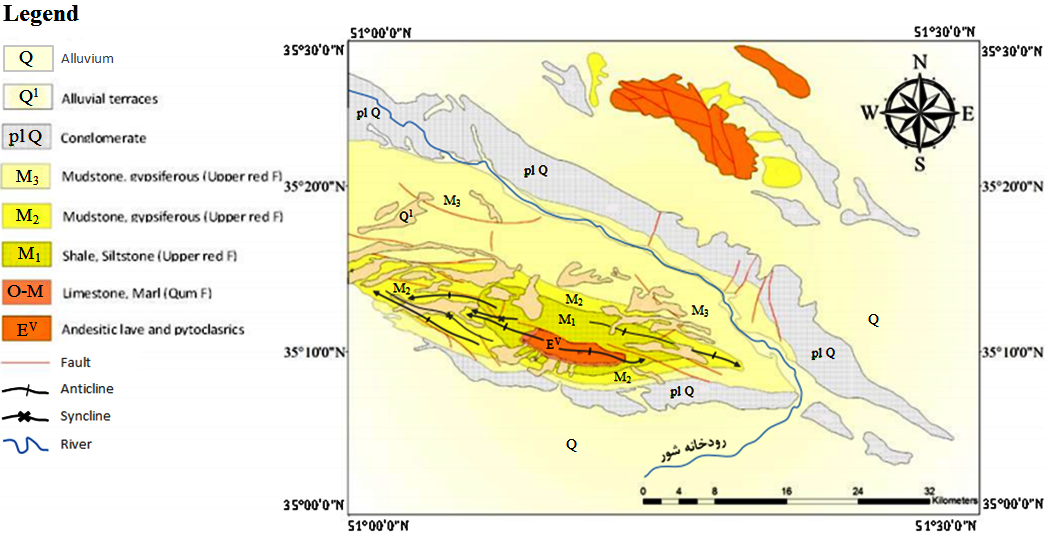 Legend
Q Alluvium
Q1 Alluvial terraces
pl Q Conglomerate
M3 Mudstone, gypsiferous (Upper red F)
M2 Mudstone, gypsiferous (Upper red F)
M1 Shale, Siltstone (Upper red F)
O-M Limestone, Marl (Qum F)
EV Andesitic lave and pytoclasrics
Fault
Anticline
Syncline
River
51°00'0"N
51°30'0"N
35°30'0"N
35°30'0"N
N
W
E
S
pl Q
pl Q
35°20'0"N
35°20'0"N
M3
Q1
M2
M2
M1
M3
Q
EV
35°10'0"N
35°10'0"N
pl Q
M2
pl Q
Q
رودخانه شور
0 4 8 16 24 32 Kilometers
35°00'0"N
35°00'0"N
51°00'0"N
51°30'0"N